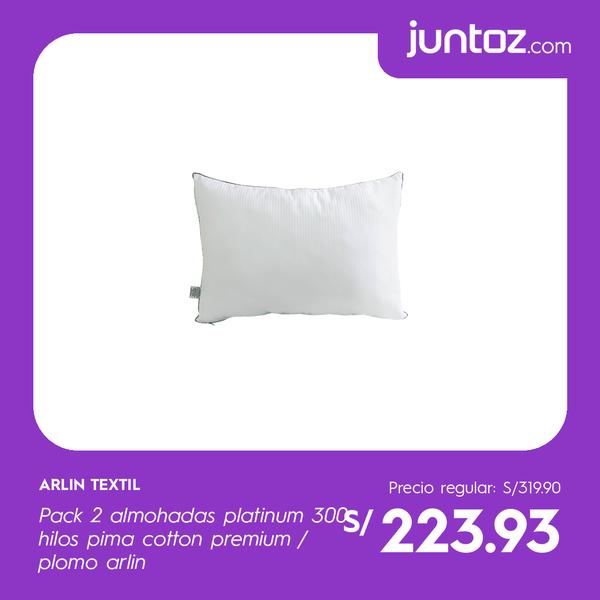 juntoz.com
ARLIN TEXTIL
Pack 2 almohadas platinum 300
hilos pima cotton premium /
plomo arlin
Precio regular: S/319.90
S/ 223.93